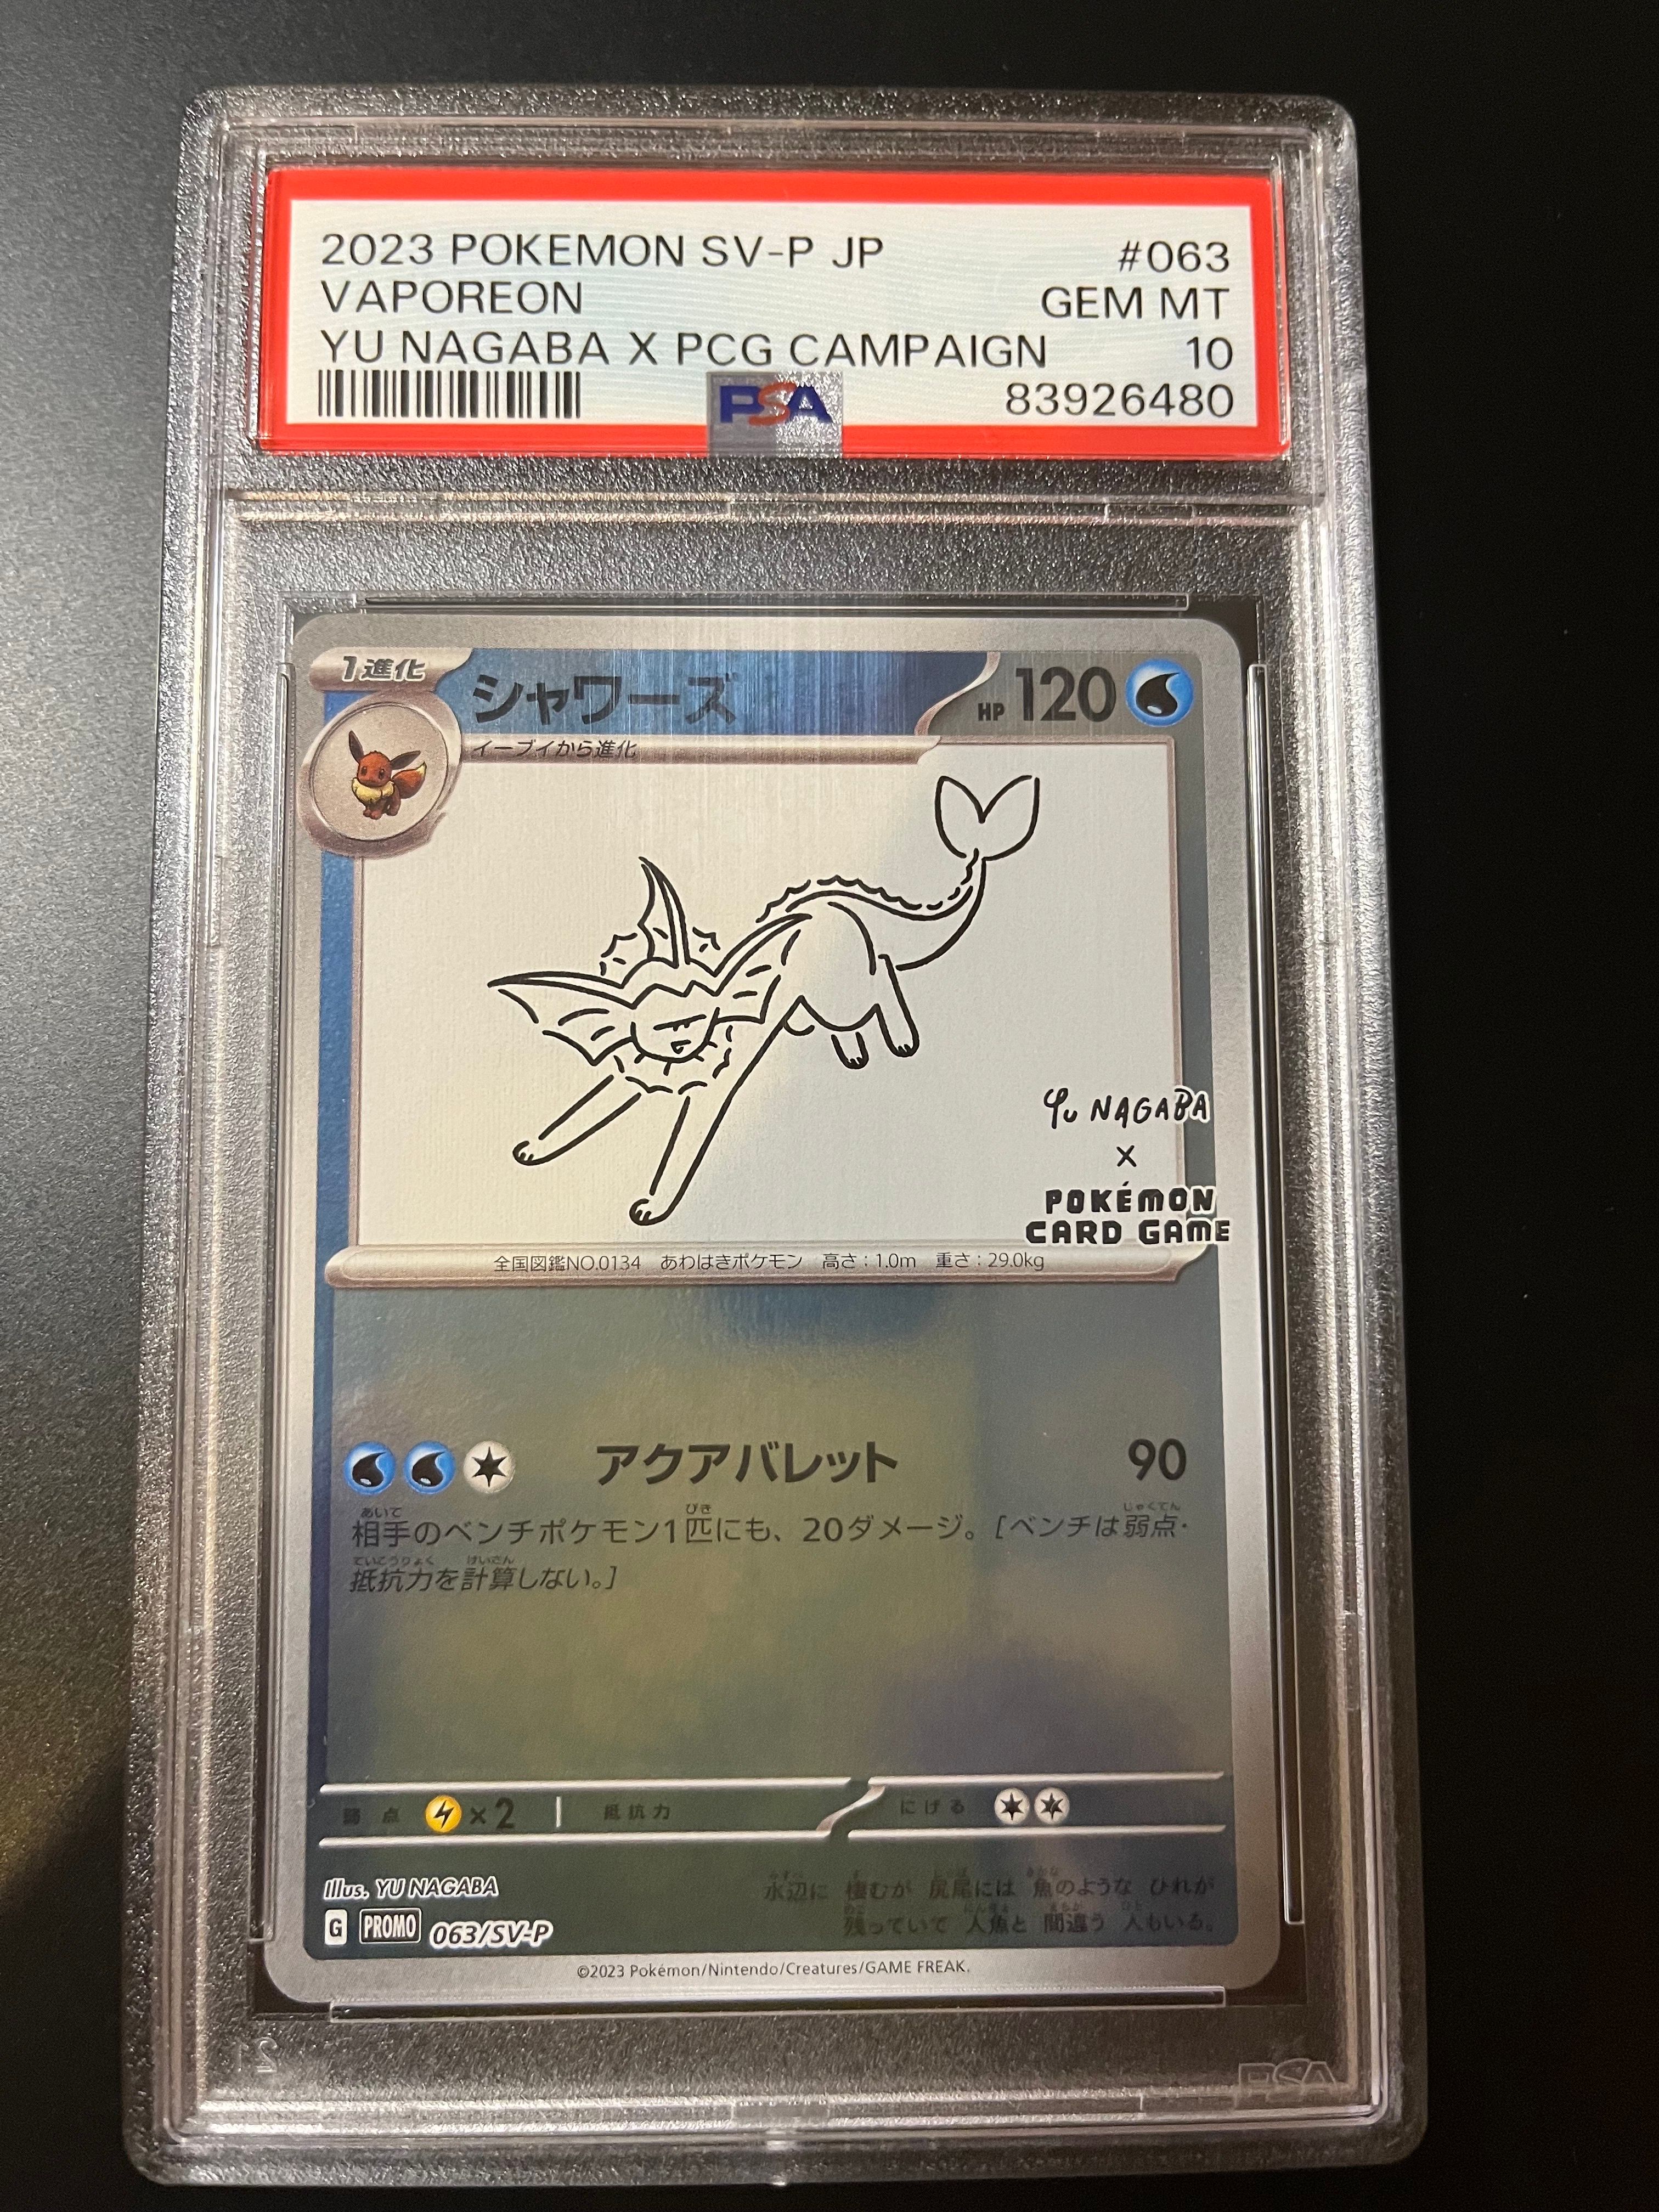 2023 POKEMON SV-P JP #063
VAPOREON GEM MT
YU NAGABA X PCG CAMPAIGN 10
PSA 83926480
1進化 シャワーズ HP 120
イーブイから進化
YU NAGABA
×
POKÉMON
CARD GAME
全国図鑑NO.0134 あわはきポケモン 高さ：1.0m 重さ：29.0kg
アクアバレット 90
あいて びき じゃくてん
相手のベンチポケモン1匹にも、20ダメージ。[ベンチは弱点・
ていこうりょく けいさん
抵抗力を計算しない。]
弱点 ×2 抵抗力 にげる
Illus. YU NAGABA
水辺に 棲むが 尻尾には 魚のような ひれが
G PROMO 063/SV-P
残っていて 人魚と 間違う 人もいる。
©2023 Pokémon/Nintendo/Creatures/GAME FREAK.
PSA